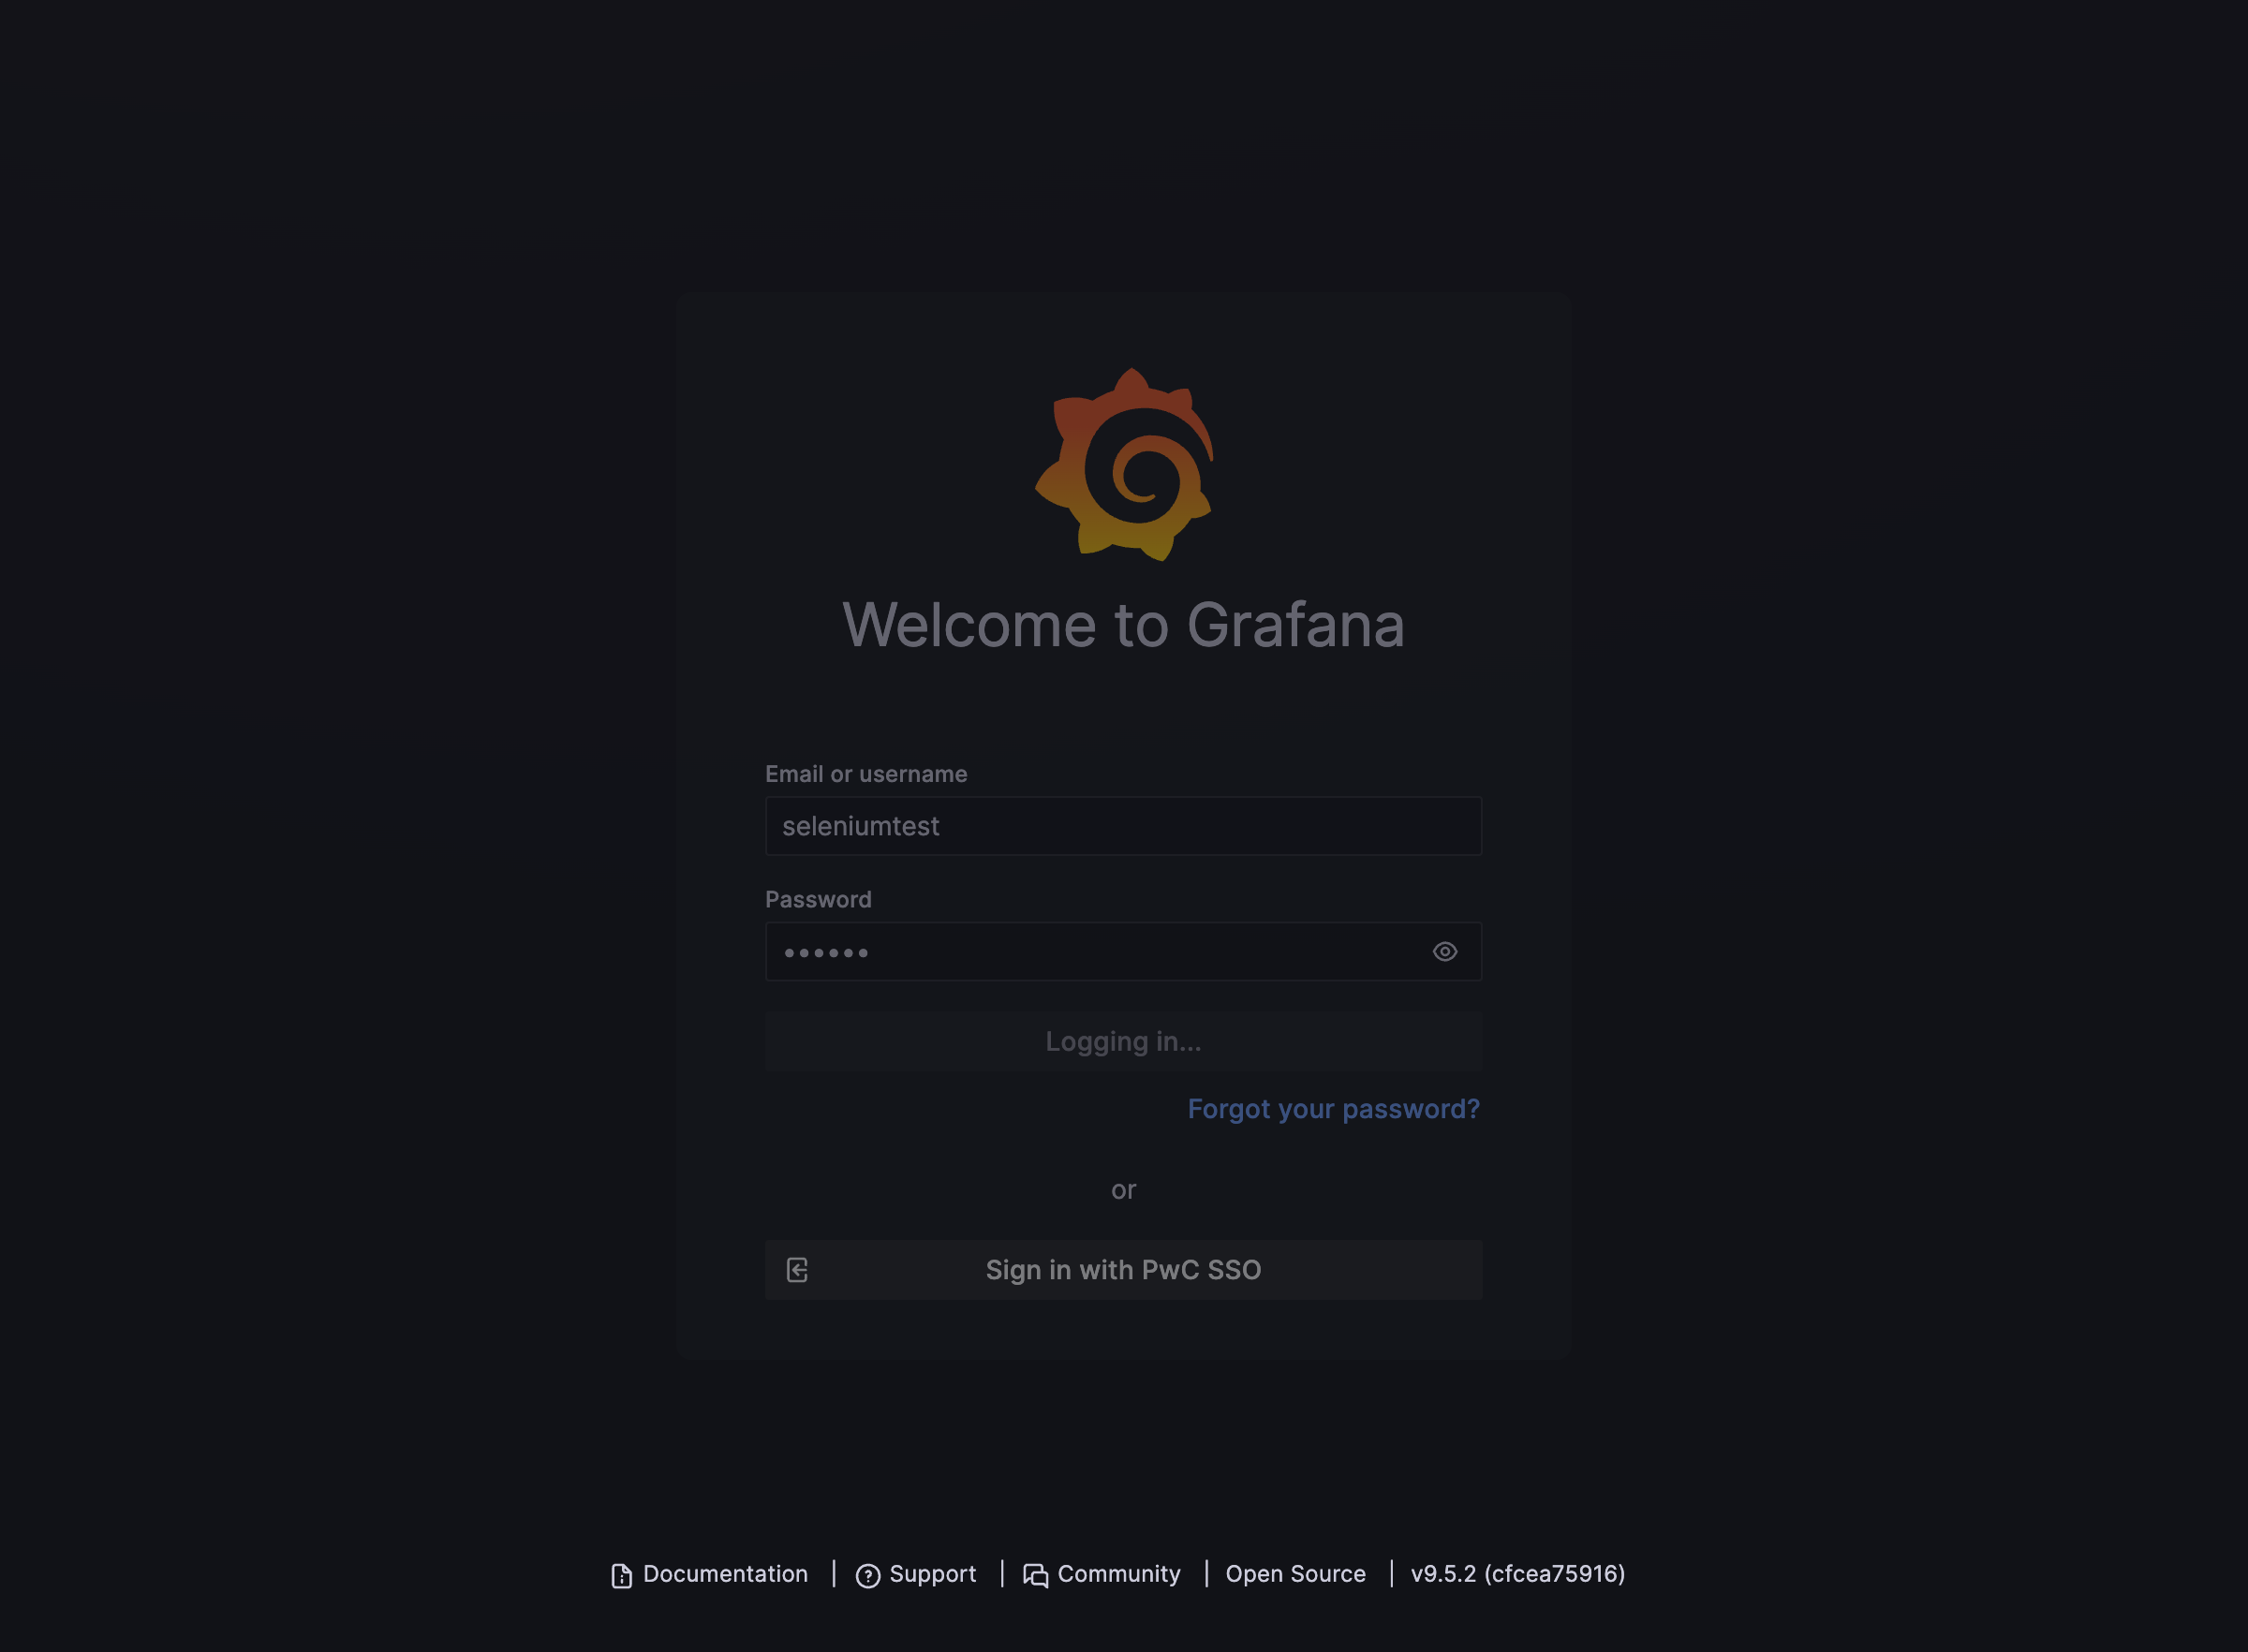 Welcome to Grafana
Email or username
seleniumtest
Password
••••••
Logging in...
Forgot your password?
or
Sign in with PwC SSO
Documentation | Support | Community | Open Source | v9.5.2 (cfcea75916)